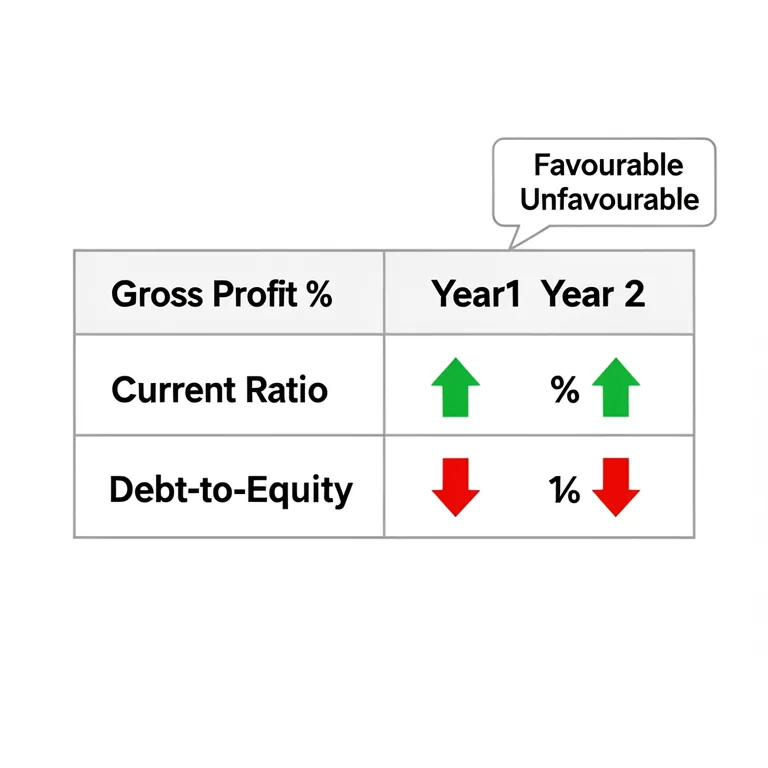 Favourable
Unfavourable
Gross Profit % Year1 Year 2
Current Ratio %
Debt-to-Equity